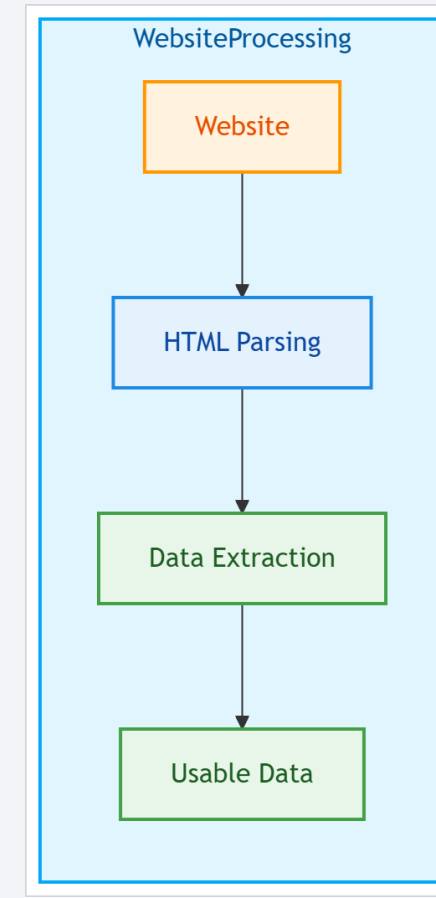 WebsiteProcessing
Website
HTML Parsing
Data Extraction
Usable Data